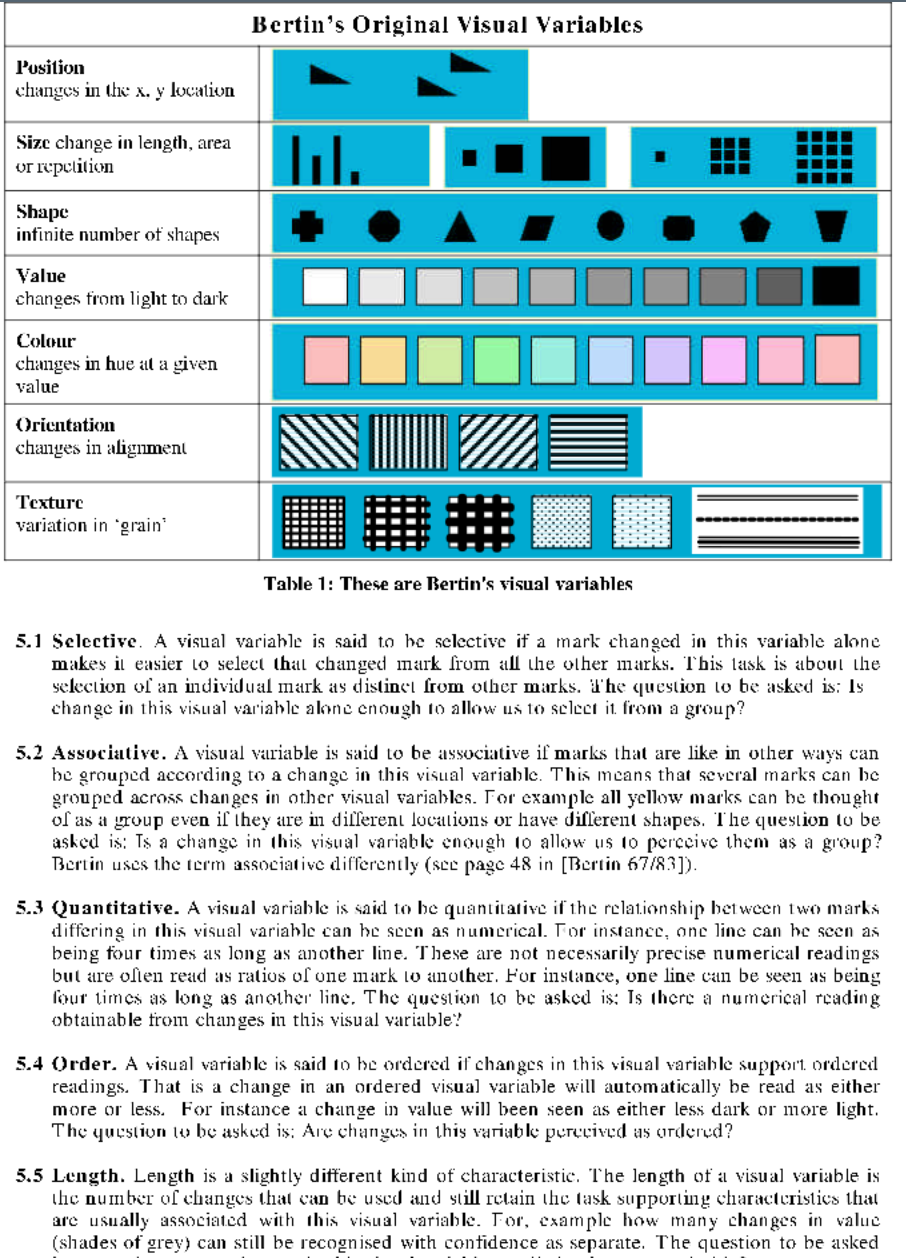 Bertin's Original Visual Variables
Position
changes in the x, y location
Size change in length, area
or repetition
Shape
infinite number of shapes
Value
changes from light to dark
Colour
changes in hue at a given
value
Orientation
changes in alignment
Texture
variation in 'grain'
Table 1: These are Bertin's visual variables
5.1 Selective. A visual variable is said to be selective if a mark changed in this variable alone
makes it easier to select that changed mark from all the other marks. This task is about the
selection of an individual mark as distinct from other marks. The question to be asked is: Is
change in this visual variable alone enough to allow us to select it from a group?
5.2 Associative. A visual variable is said to be associative if marks that are like in other ways can
be grouped according to a change in this visual variable. This means that several marks can be
grouped across changes in other visual variables. For example all yellow marks can be thought
of as a group even if they are in different locations or have different shapes. The question to be
asked is: Is a change in this visual variable enough to allow us to perceive them as a group?
Bertin uses the term associative differently (see page 48 in [Bertin 67/83]).
5.3 Quantitative. A visual variable is said to be quantitative if the relationship between two marks
differing in this visual variable can be seen as numerical. For instance, one line can be seen as
being four times as long as another line. These are not necessarily precise numerical readings
but are often read as ratios of one mark to another. For instance, one line can be seen as being
four times as long as another line. The question to be asked is: Is there a numerical reading
obtainable from changes in this visual variable?
5.4 Order. A visual variable is said to be ordered if changes in this visual variable support ordered
readings. That is a change in an ordered visual variable will automatically be read as either
more or less. For instance a change in value will been seen as either less dark or more light.
The question to be asked is: Are changes in this variable perceived as ordered?
5.5 Length. Length is a slightly different kind of characteristic. The length of a visual variable is
the number of changes that can be used and still retain the task supporting characteristics that
are usually associated with this visual variable. For, example how many changes in value
(shades of grey) can still be recognised with confidence as separate. The question to be asked